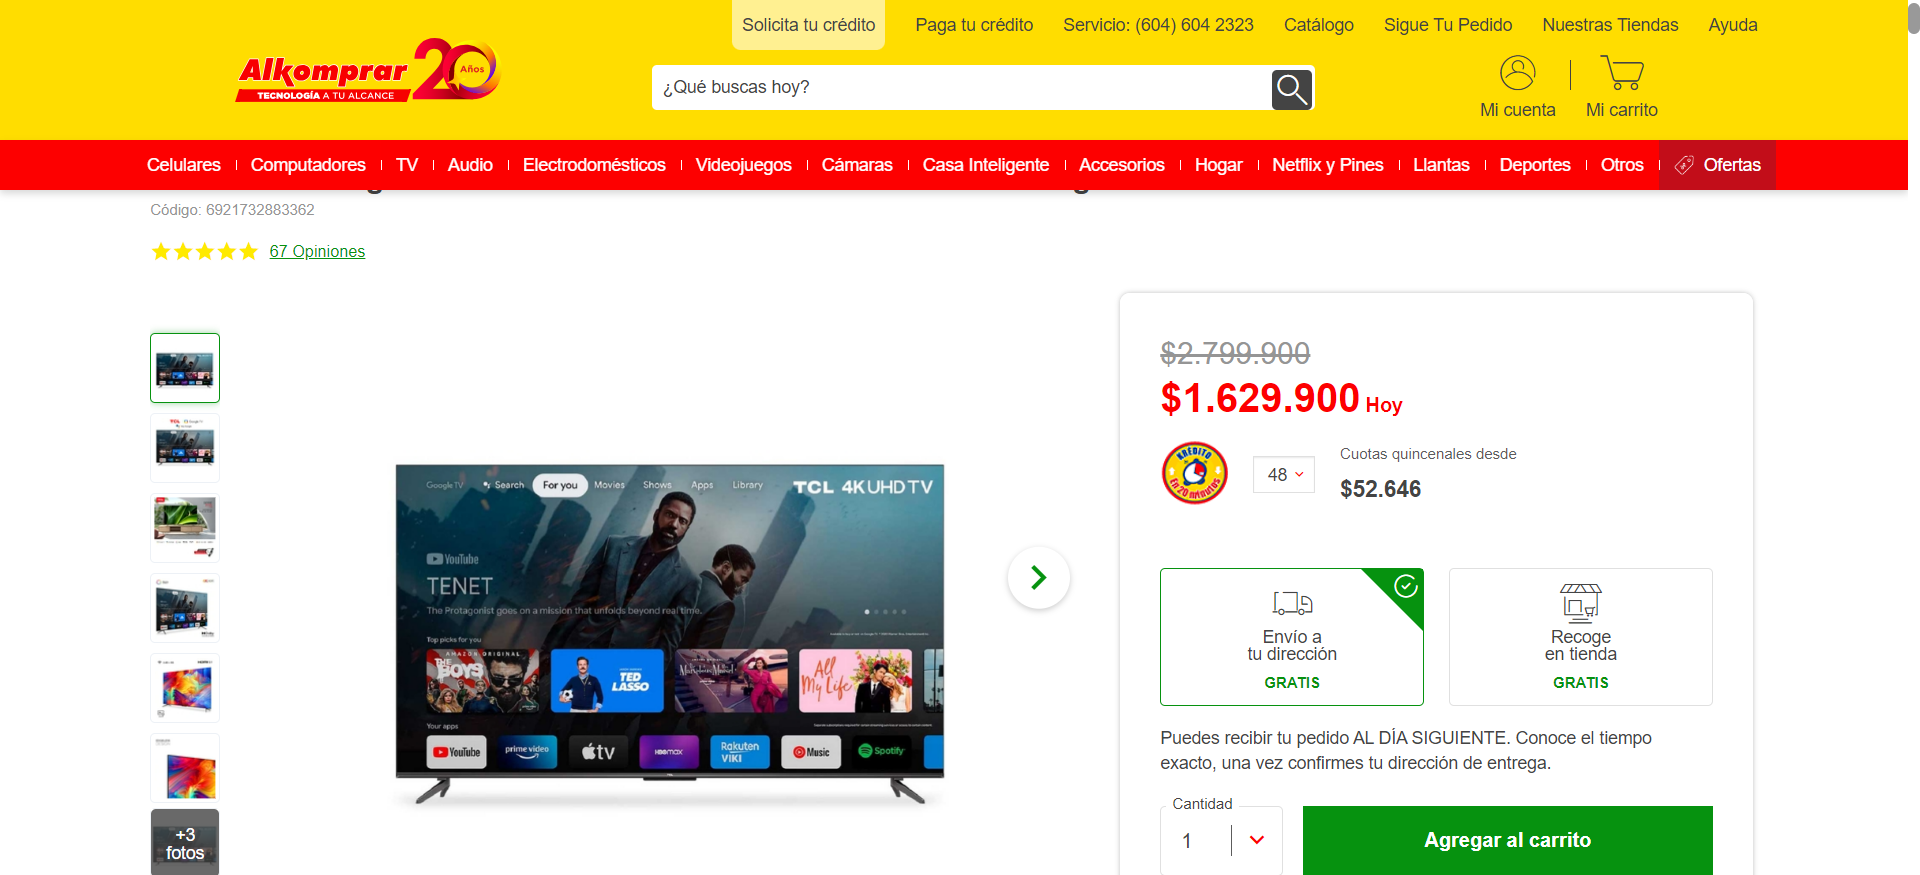 Solicita tu crédito
Paga tu crédito
Servicio: (604) 604 2323
Catálogo
Sigue Tu Pedido
Nuestras Tiendas
Ayuda
Alkomprar 20 Años
TECNOLOGÍA A TU ALCANCE
¿Qué buscas hoy?
Mi cuenta
Mi carrito
Celulares
Computadores
TV
Audio
Electrodomésticos
Videojuegos
Cámaras
Casa Inteligente
Accesorios
Hogar
Netflix y Pines
Llantas
Deportes
Otros
Ofertas
Código: 6921732883362
67 Opiniones
$2.799.900
$1.629.900 Hoy
KREDITO
EN 20 MINUTOS
48
Cuotas quincenales desde
$52.646
Google TV
Search
For you
Movies
Shows
Apps
Library
TCL 4K UHD TV
YouTube
TENET
The Protagonist goes on a mission that unfolds beyond real time.
Top picks for you
AMAZON ORIGINAL
THE BOYS
TED LASSO
All My Life
Your apps
YouTube
prime video
tv
HBOMAX
Rakuten VIKI
Music
Spotify
+3
fotos
Envío a
tu dirección
GRATIS
Recoge
en tienda
GRATIS
Puedes recibir tu pedido AL DÍA SIGUIENTE. Conoce el tiempo
exacto, una vez confirmes tu dirección de entrega.
Cantidad
1
Agregar al carrito